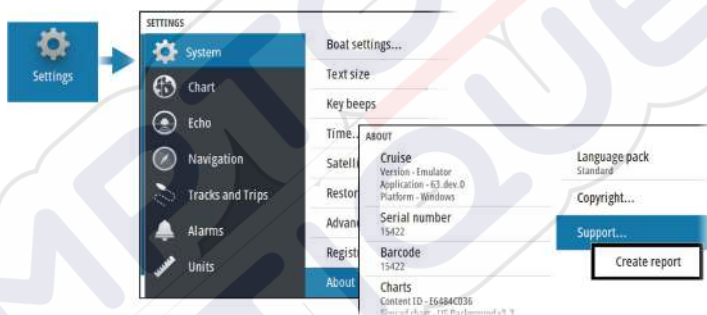 SETTINGS
Settings
System
Chart
Echo
Navigation
Tracks and Trips
Alarms
Units
Boat settings...
Text size
Key beeps
Time..
Satelli
Restor
Advan
Regist
About
ABOUT
Cruise
Version - Emulator
Application - 63.dev.0
Platform - Windows
Serial number
15422
Barcode
15422
Charts
Content ID - E6484C036
Language pack
Standard
Copyright...
Support...
Create report